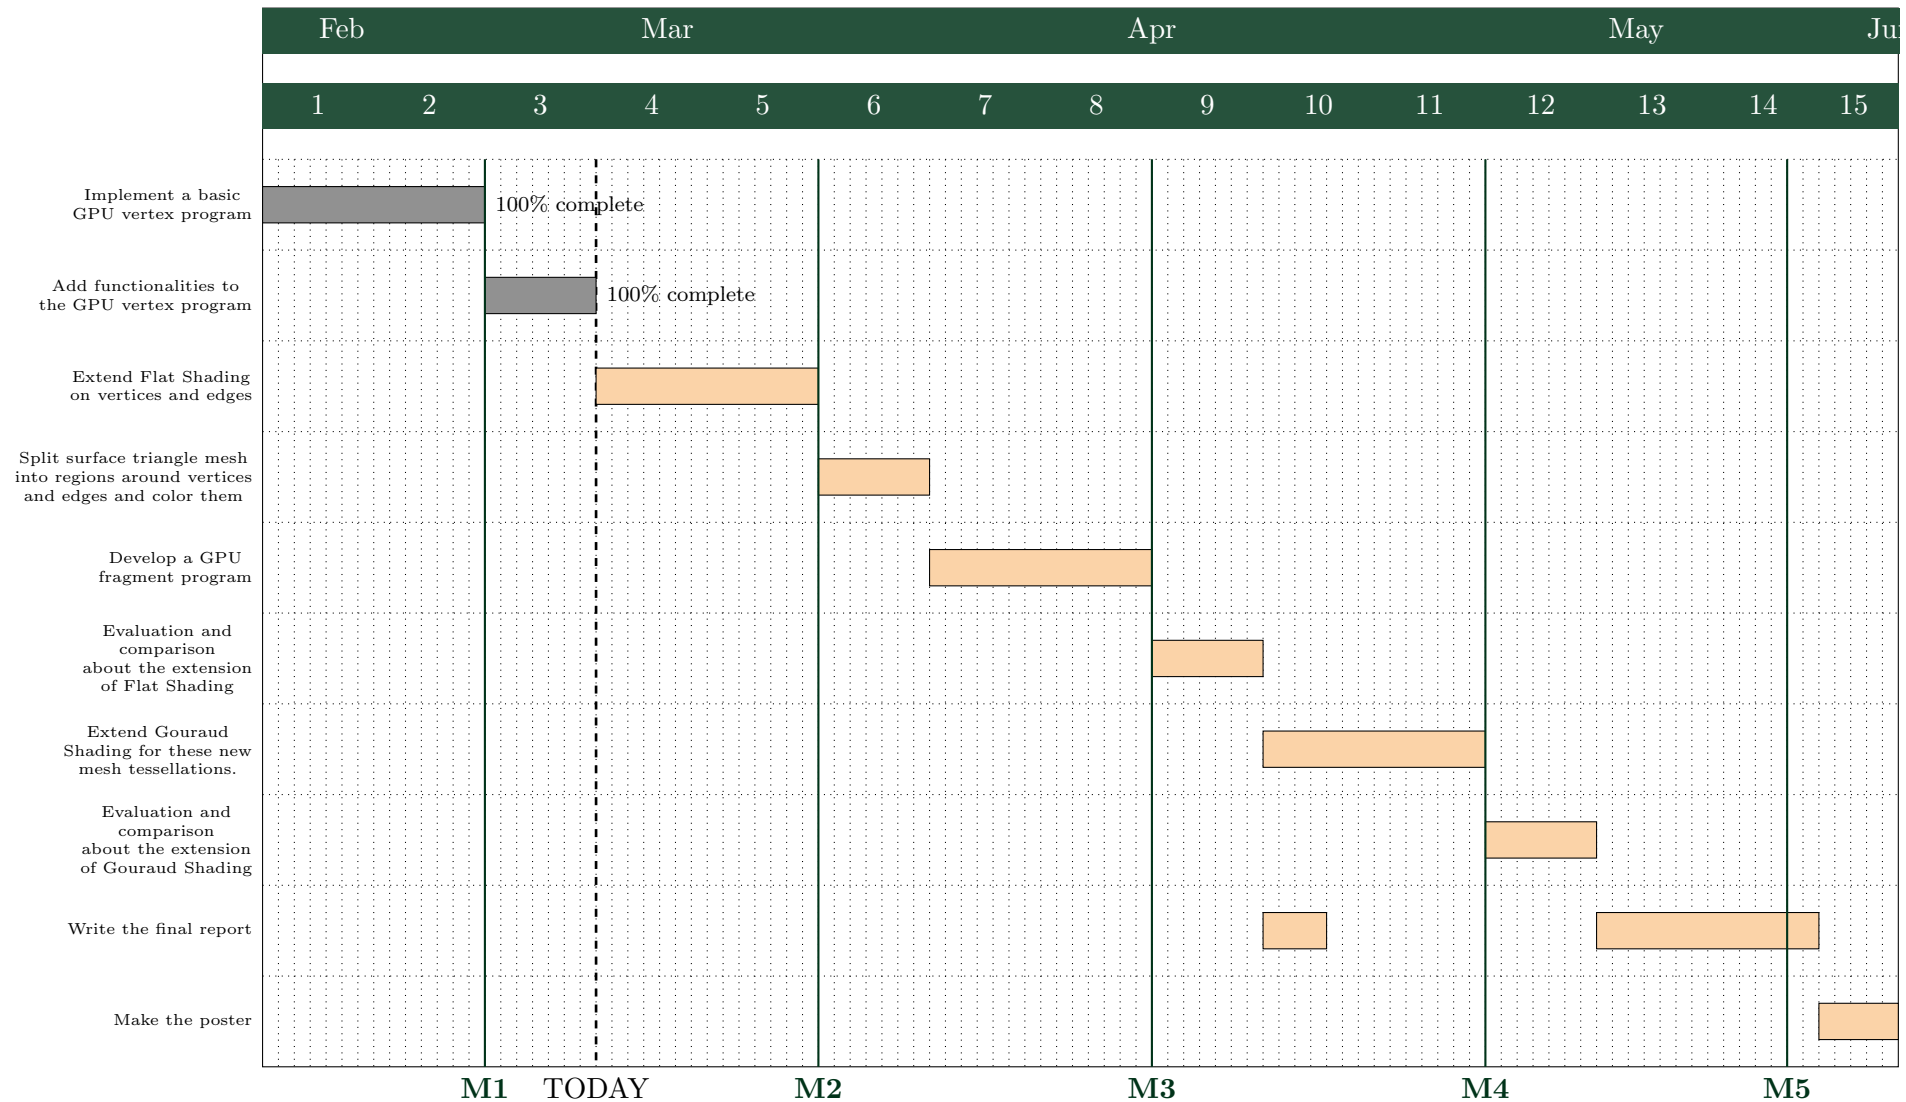 Feb Mar Apr May Ju
1 2 3 4 5 6 7 8 9 10 11 12 13 14 15
Implement a basic
GPU vertex program
100% complete
Add functionalities to
the GPU vertex program
100% complete
Extend Flat Shading
on vertices and edges
Split surface triangle mesh
into regions around vertices
and edges and color them
Develop a GPU
fragment program
Evaluation and
comparison
about the extension
of Flat Shading
Extend Gouraud
Shading for these new
mesh tessellations.
Evaluation and
comparison
about the extension
of Gouraud Shading
Write the final report
Make the poster
M1 TODAY M2 M3 M4 M5